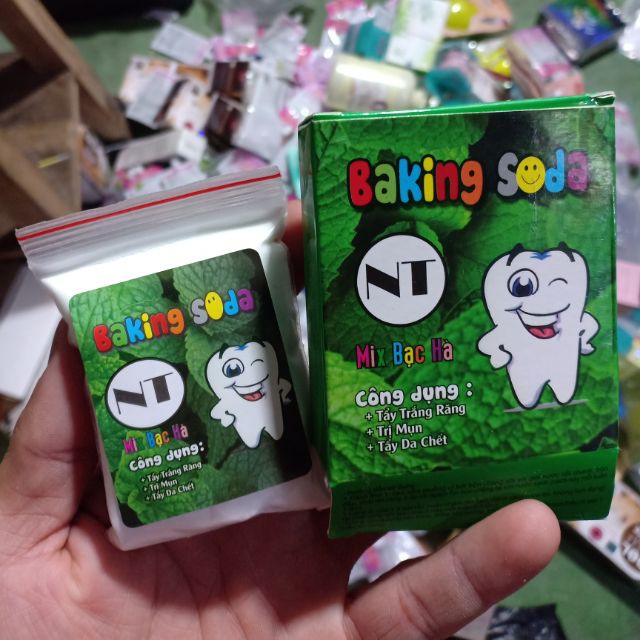 Baking Soda
NT
Mix Bạc Hà
Công dụng:
+ Tẩy Trắng Răng
+ Trị Mụn
+ Tẩy Da Chết
Baking Soda
NT
Mix Bạc Hà
Công dụng :
+ Tẩy Trắng Răng
+ Trị Mụn
+ Tẩy Da Chết